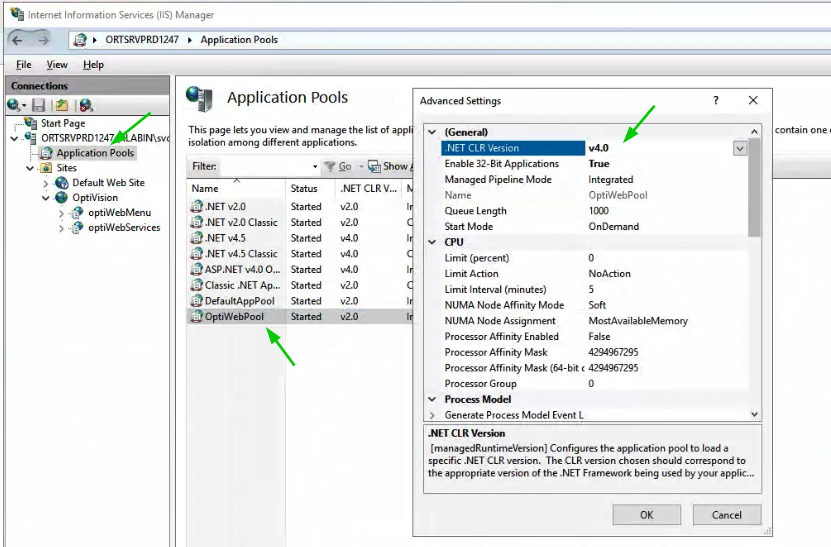 Internet Information Services (IIS) Manager
ORTSRVPRD1247 Application Pools
File View Help
Connections
Start Page
ORTSRVPRD1247 LABIN\svc
Application Pools
Sites
Default Web Site
OptiVision
optiWebMenu
optiWebServices
Application Pools
This page lets you view and manage the list of appli
isolation among different applications.
contain one o
Filter: Go Show A
Name Status .NET CLR V... M
.NET v2.0 Started v2.0 In
.NET v2.0 Classic Started v2.0 C
.NET v4.5 Started v4.0 In
.NET v4.5 Classic Started v4.0 C
ASP.NET v4.0 O... Started v4.0 In
Classic .NET Ap... Started v2.0 C
DefaultAppPool Started v2.0 In
OptiWebPool Started v2.0 In
Advanced Settings ?
(General)
.NET CLR Version v4.0
Enable 32-Bit Applications True
Managed Pipeline Mode Integrated
Name OptiWebPool
Queue Length 1000
Start Mode OnDemand
CPU
Limit (percent) 0
Limit Action NoAction
Limit Interval (minutes) 5
NUMA Node Affinity Mode Soft
NUMA Node Assignment MostAvailableMemory
Processor Affinity Enabled False
Processor Affinity Mask 4294967295
Processor Affinity Mask (64-bit c 4294967295
Processor Group 0
Process Model
Generate Process Model Event L
.NET CLR Version
[managedRuntimeVersion] Configures the application pool to load a
specific .NET CLR version. The CLR version chosen should correspond to
the appropriate version of the .NET Framework being used by your applic...
OK Cancel